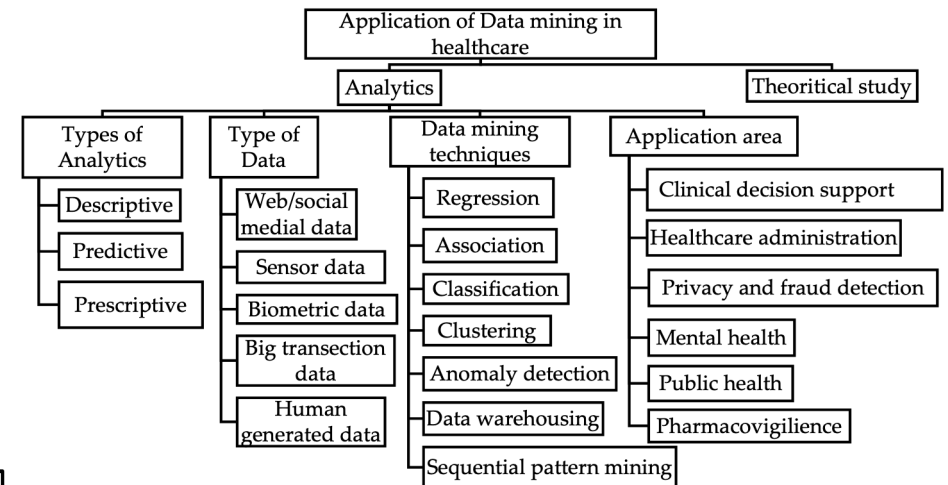 Application of Data mining in
healthcare
Analytics
Theoritical study
Types of
Analytics
Descriptive
Predictive
Prescriptive
Type of
Data
Web/social
medial data
Sensor data
Biometric data
Big transection
data
Human
generated data
Data mining
techniques
Regression
Association
Classification
Clustering
Anomaly detection
Data warehousing
Sequential pattern mining
Application area
Clinical decision support
Healthcare administration
Privacy and fraud detection
Mental health
Public health
Pharmacovigilience